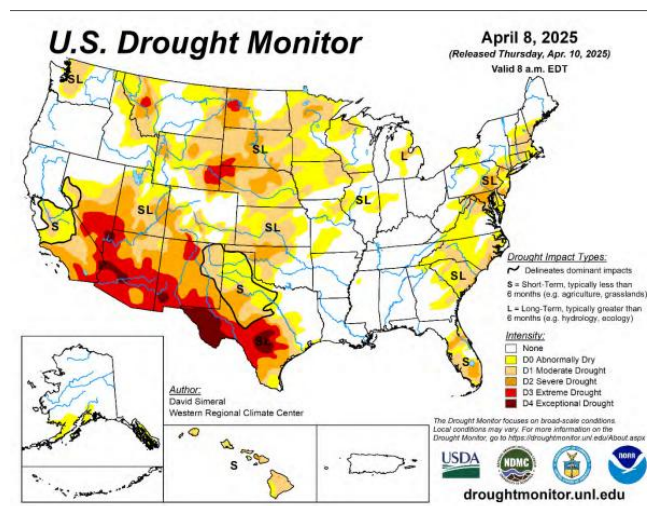 U.S. Drought Monitor
April 8, 2025
(Released Thursday, Apr. 10, 2025)
Valid 8 a.m. EDT
SL
SL
L
S
SL
SL
SL
SL
S
SL
S
S
Drought Impact Types:
Delineates dominant impacts
S = Short-Term, typically less than
6 months (e.g. agriculture, grasslands)
L = Long-Term, typically greater than
6 months (e.g. hydrology, ecology)
Intensity:
None
D0 Abnormally Dry
D1 Moderate Drought
D2 Severe Drought
D3 Extreme Drought
D4 Exceptional Drought
Author:
David Simeral
Western Regional Climate Center
The Drought Monitor focuses on broad-scale conditions.
Local conditions may vary. For more information on the
Drought Monitor, go to https://droughtmonitor.unl.edu/About.aspx
USDA
NDMC
NOAA
droughtmonitor.unl.edu